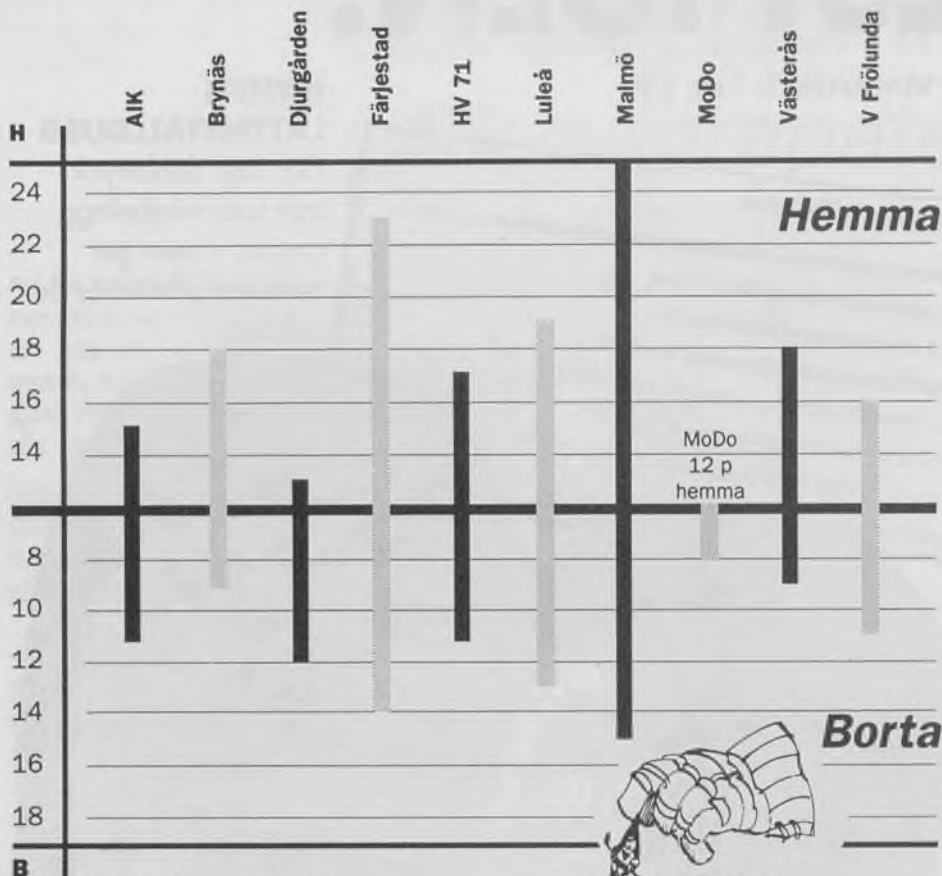 AIK
Brynäs
Djurgården
Färjestad
HV 71
Luleå
Malmö
MoDo
Västerås
V Frölunda
H
24
22
20
18
16
14
Hemma
MoDo
12 p
hemma
8
10
12
14
16
18
Borta
B